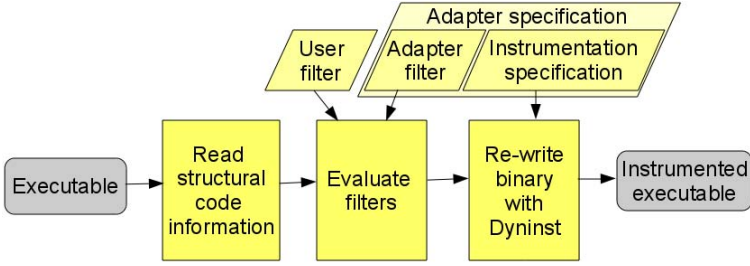 Adapter specification
User
filter
Adapter
filter
Instrumentation
specification
Executable
Read
structural
code
information
Evaluate
filters
Re-write
binary
with
Dyninst
Instrumented
executable